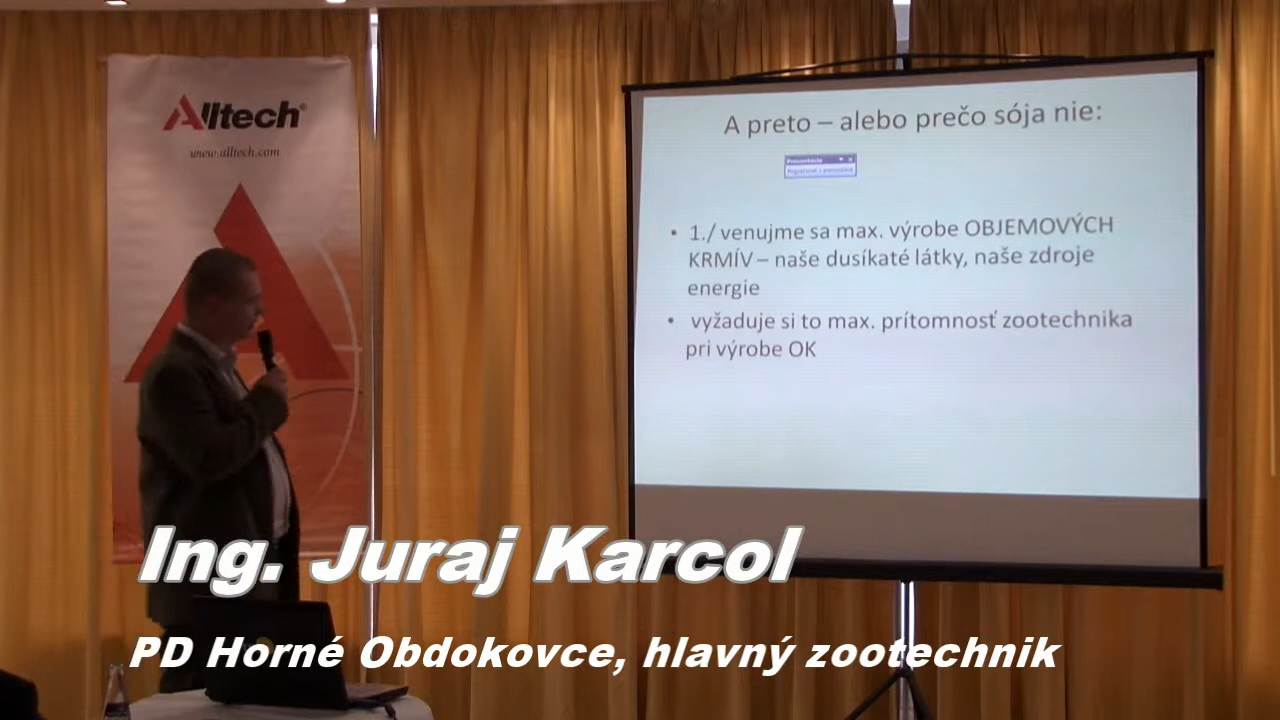 Alltech®
www.alltech.com
A preto – alebo prečo sója nie:
• 1./ venujme sa max. výrobe OBJEMOVÝCH
KRMÍV – naše dusíkaté látky, naše zdroje
energie
• vyžaduje si to max. prítomnosť zootechnika
pri výrobe OK
Ing. Juraj Karcol
PD Horné Obdokovce, hlavný zootechnik